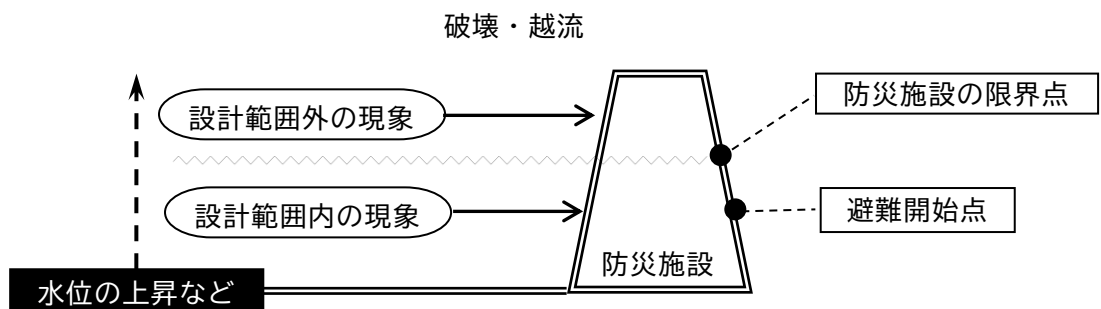 破壊・越流
設計範囲外の現象
防災施設の限界点
設計範囲内の現象
避難開始点
防災施設
水位の上昇など